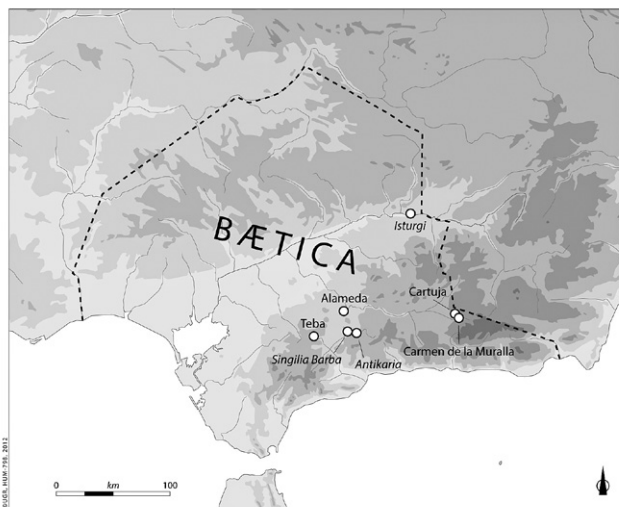 BÆTICA
Isturgi
Alameda
Cartuja
Teba
Singilia Barba
Antikaria
Carmen de la Muralla
0 km 100